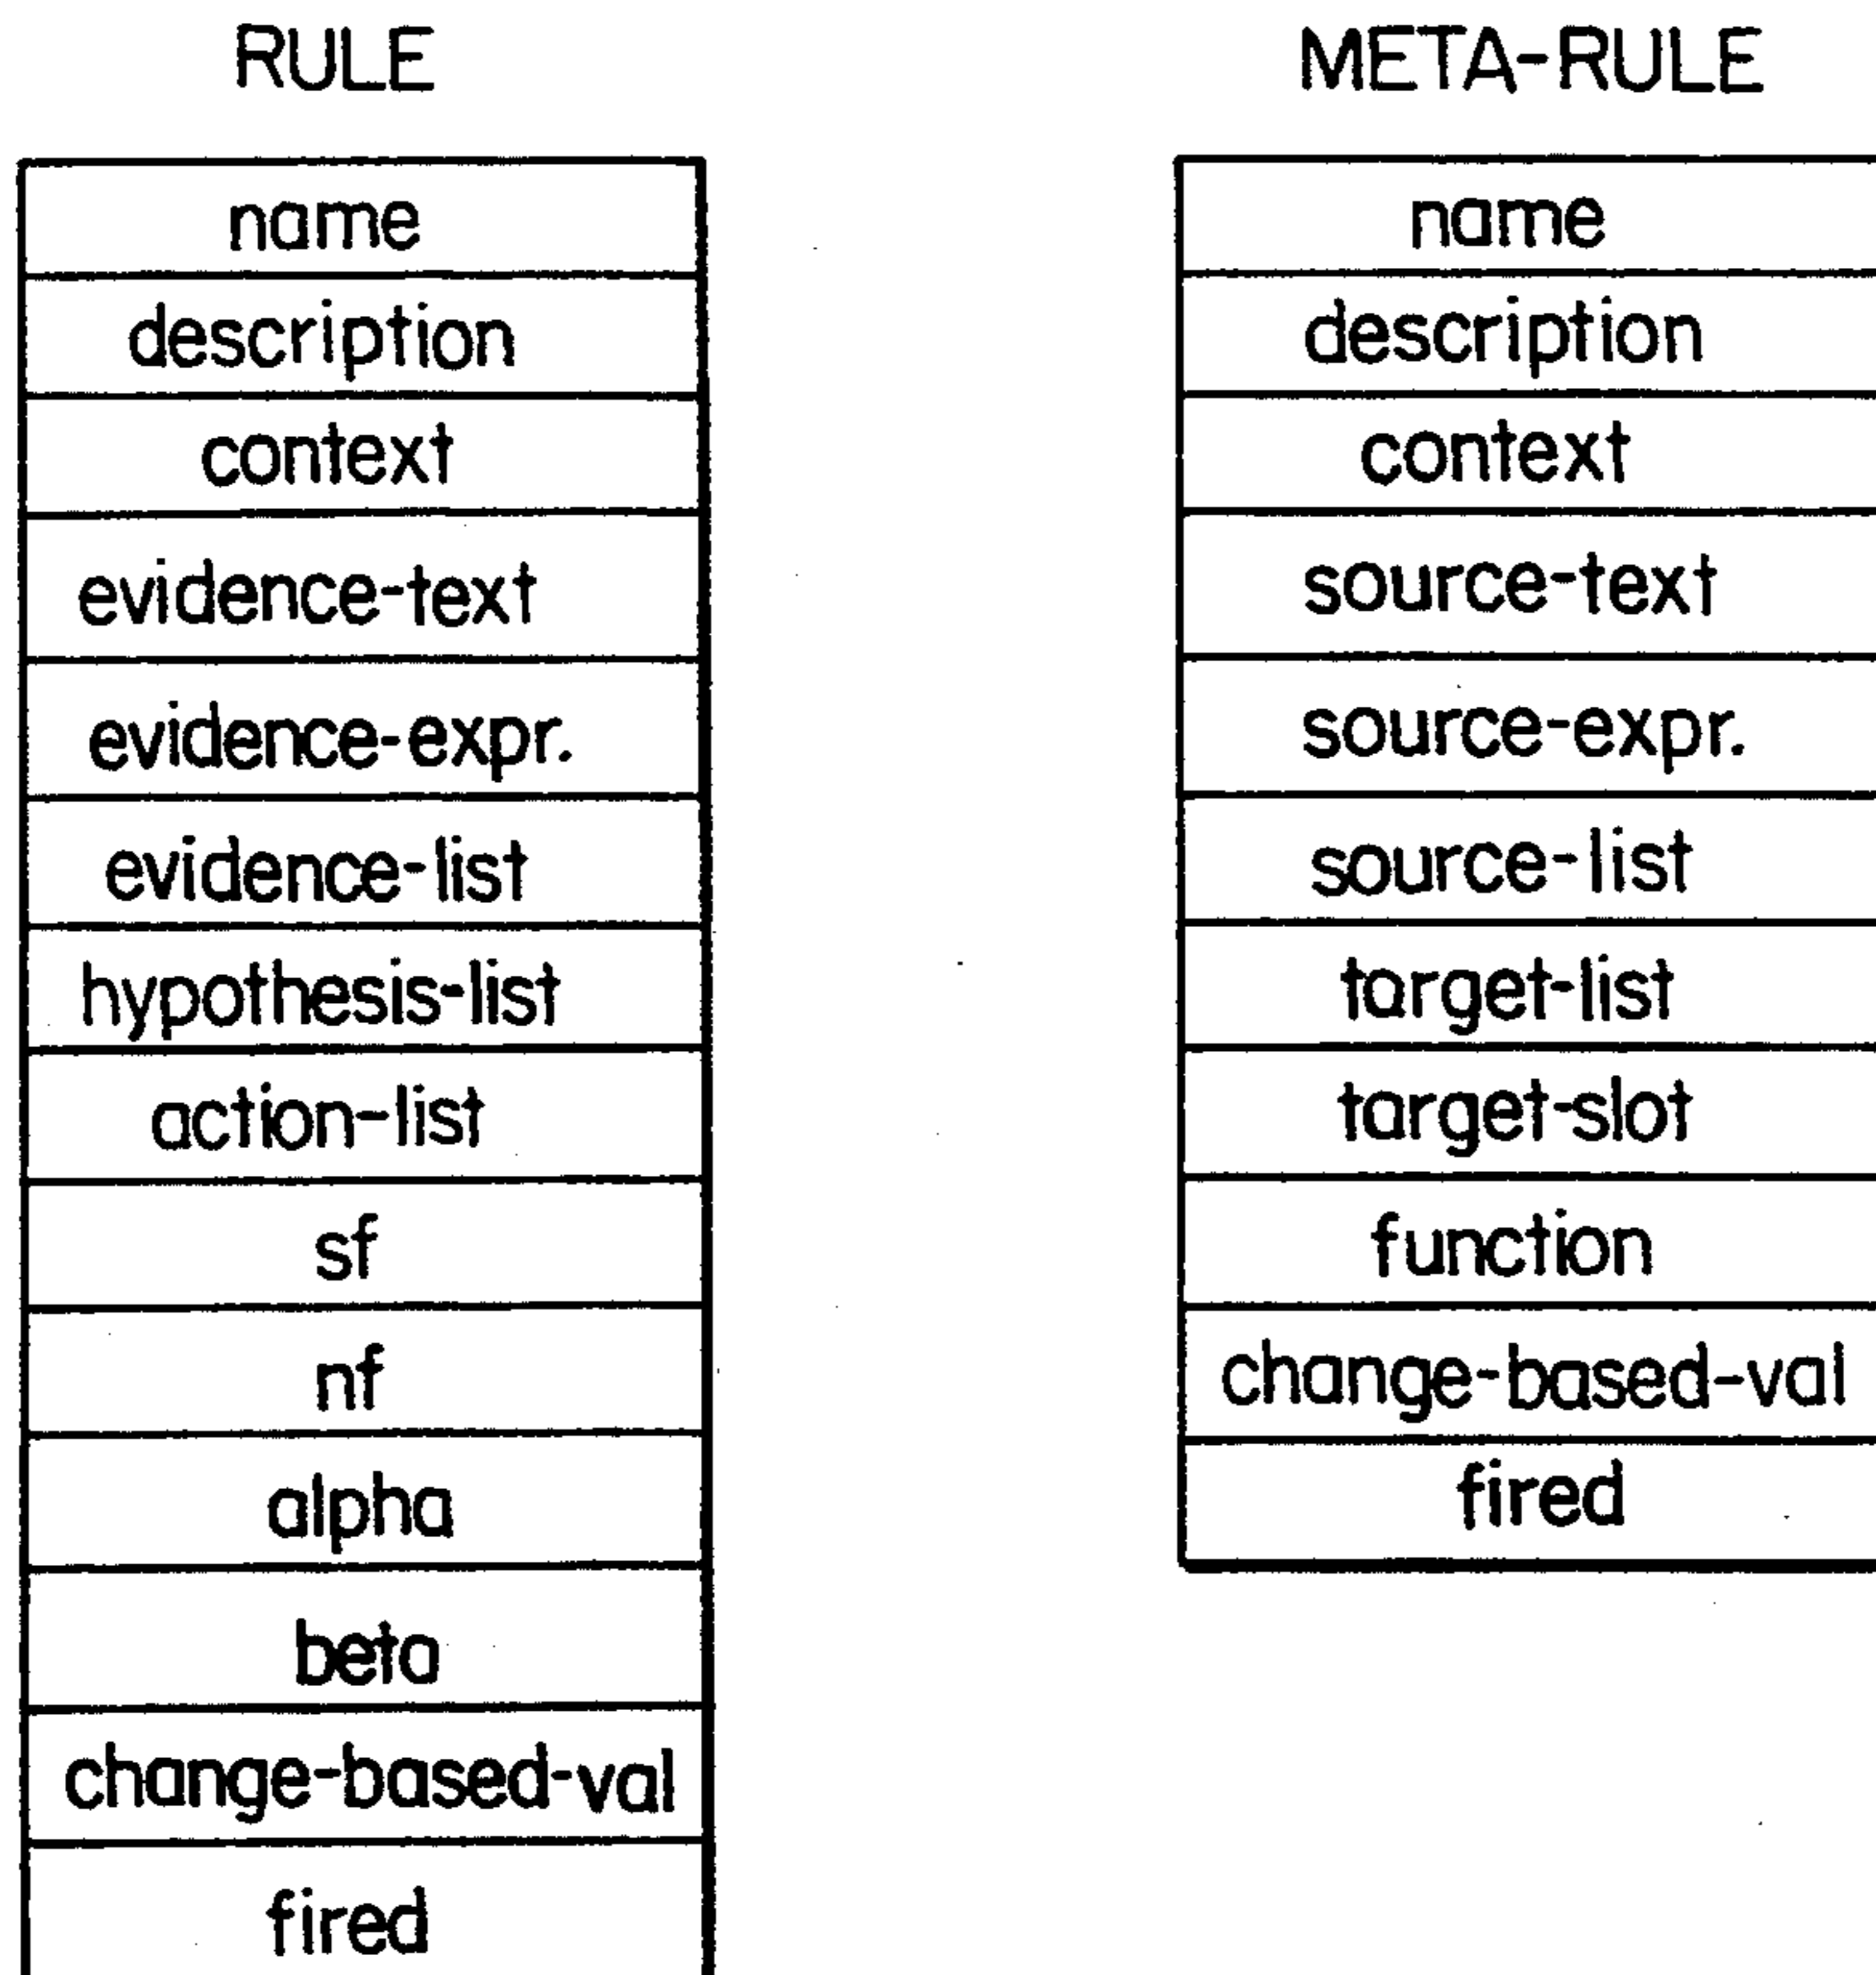 RULE
name
description
context
evidence-text
evidence-expr.
evidence-list
hypothesis-list
action-list
sf
nf
alpha
beta
change-based-val
fired
META-RULE
name
description
context
source-text
source-expr.
source-list
target-list
target-slot
function
change-based-val
fired